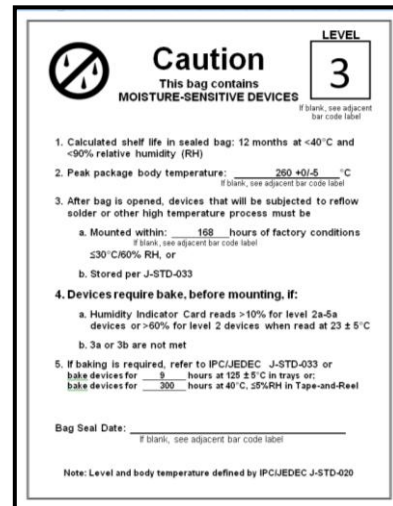 LEVEL
Caution
3
This bag contains
MOISTURE-SENSITIVE DEVICES
If blank, see adjacent
bar code label
1. Calculated shelf life in sealed bag: 12 months at <40°C and
<90% relative humidity (RH)
2. Peak package body temperature: 260 +0/-5 °C
If blank, see adjacent bar code label
3. After bag is opened, devices that will be subjected to reflow
solder or other high temperature process must be
a. Mounted within: 168 hours of factory conditions
If blank, see adjacent bar code label
≤30°C/60% RH, or
b. Stored per J-STD-033
4. Devices require bake, before mounting, if:
a. Humidity Indicator Card reads >10% for level 2a-5a
devices or >60% for level 2 devices when read at 23 ± 5°C
b. 3a or 3b are not met
5. If baking is required, refer to IPC/JEDEC J-STD-033 or
bake devices for 9 hours at 125 ±5°C in trays or;
bake devices for 300 hours at 40°C, ≤5%RH in Tape-and-Reel
Bag Seal Date:
If blank, see adjacent bar code label
Note: Level and body temperature defined by IPC/JEDEC J-STD-020